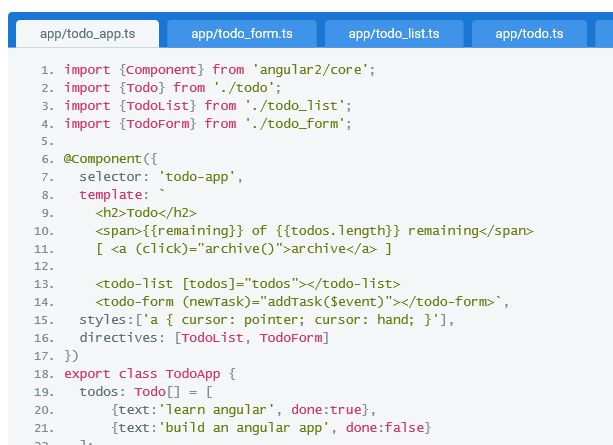 app/todo_app.ts app/todo_form.ts app/todo_list.ts app/todo.ts
1. import {Component} from 'angular2/core';
2. import {Todo} from './todo';
3. import {TodoList} from './todo_list';
4. import {TodoForm} from './todo_form';
5.
6. @Component({
7.   selector: 'todo-app',
8.   template: `
9.     <h2>Todo</h2>
10.     <span>{{remaining}} of {{todos.length}} remaining</span>
11.     [ <a (click)="archive()">archive</a> ]
12.
13.     <todo-list [todos]="todos"></todo-list>
14.     <todo-form (newTask)="addTask($event)"></todo-form>`,
15.   styles:['a { cursor: pointer; cursor: hand; }'],
16.   directives: [TodoList, TodoForm]
17. })
18. export class TodoApp {
19.   todos: Todo[] = [
20.       {text:'learn angular', done:true},
21.       {text:'build an angular app', done:false}
22.   ];